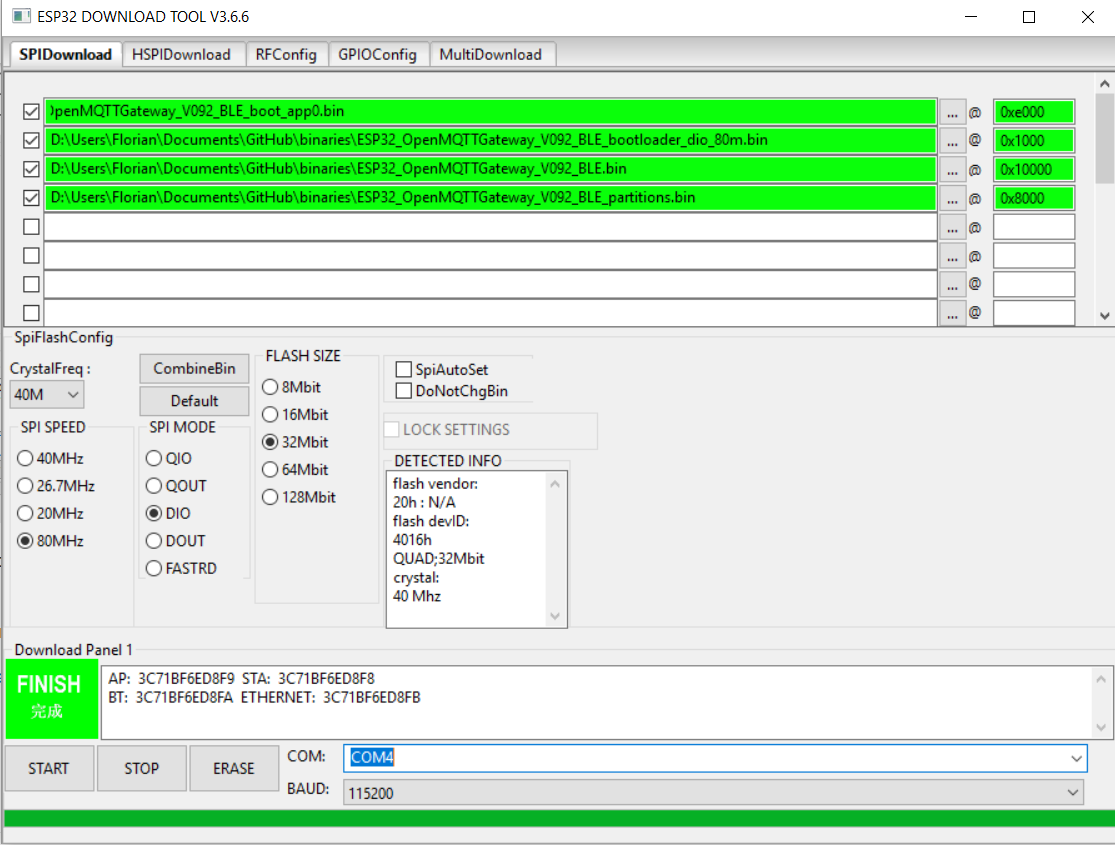 ESP32 DOWNLOAD TOOL V3.6.6
SPIDownload HSPIDownload RFConfig GPIOConfig MultiDownload
OpenMQTTGateway_V092_BLE_boot_app0.bin ... @ 0xe000
D:\Users\Florian\Documents\GitHub\binaries\ESP32_OpenMQTTGateway_V092_BLE_bootloader_dio_80m.bin ... @ 0x1000
D:\Users\Florian\Documents\GitHub\binaries\ESP32_OpenMQTTGateway_V092_BLE.bin ... @ 0x10000
D:\Users\Florian\Documents\GitHub\binaries\ESP32_OpenMQTTGateway_V092_BLE_partitions.bin ... @ 0x8000
... @
... @
... @
... @
SpiFlashConfig
CrystalFreq :
40M
CombineBin
Default
SPI SPEED
40MHz
26.7MHz
20MHz
80MHz
SPI MODE
QIO
QOUT
DIO
DOUT
FASTRD
FLASH SIZE
8Mbit
16Mbit
32Mbit
64Mbit
128Mbit
SpiAutoSet
DoNotChgBin
LOCK SETTINGS
DETECTED INFO
flash vendor:
20h : N/A
flash devID:
4016h
QUAD;32Mbit
crystal:
40 Mhz
Download Panel 1
FINISH
完成
AP: 3C71BF6ED8F9 STA: 3C71BF6ED8F8
BT: 3C71BF6ED8FA ETHERNET: 3C71BF6ED8FB
START STOP ERASE
COM: COM4
BAUD: 115200